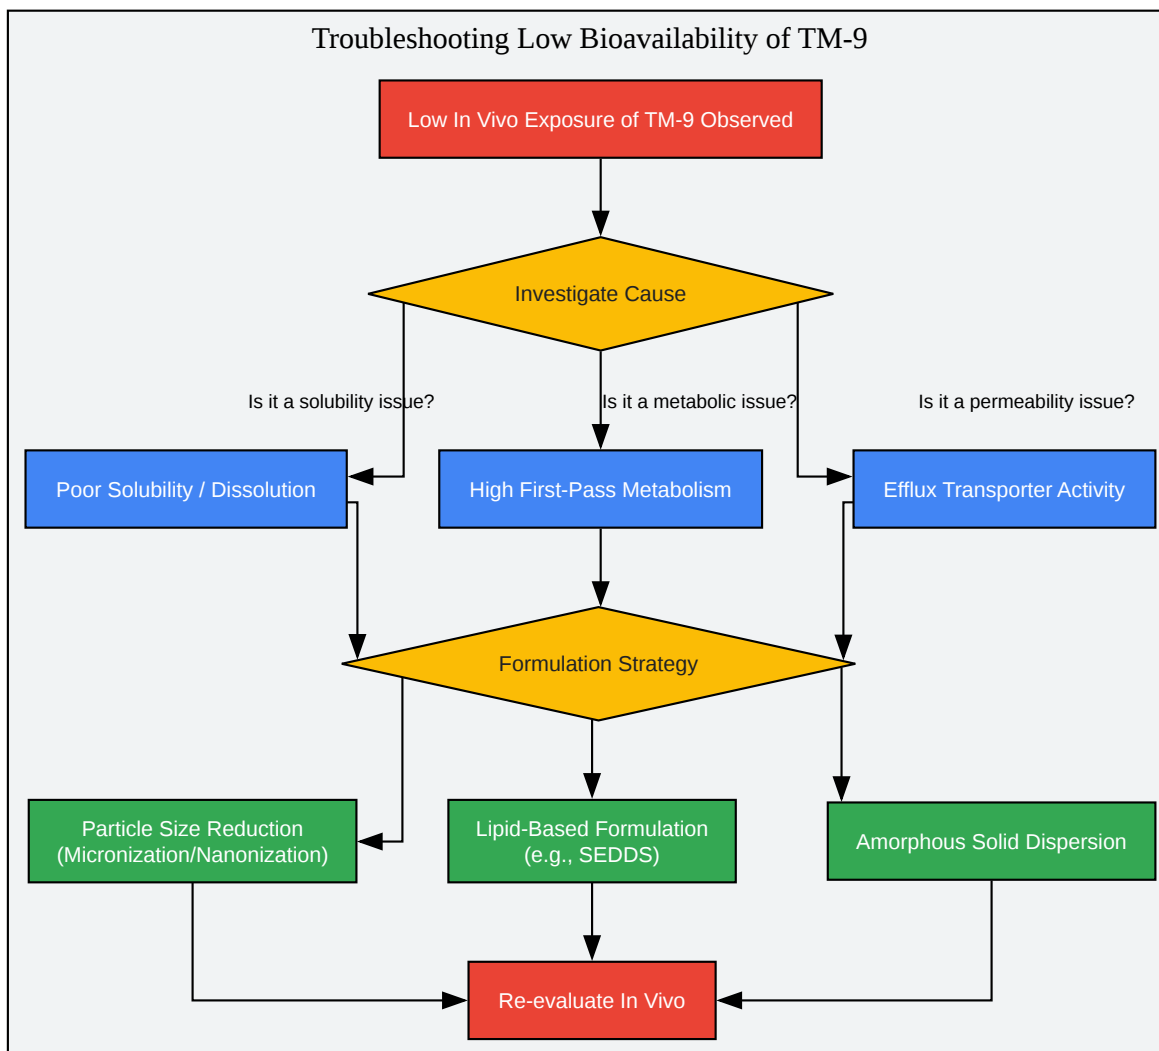 Troubleshooting Low Bioavailability of TM-9
Low In Vivo Exposure of TM-9 Observed
Investigate Cause
Is it a solubility issue?
Is it a metabolic issue?
Is it a permeability issue?
Poor Solubility / Dissolution
High First-Pass Metabolism
Efflux Transporter Activity
Formulation Strategy
Particle Size Reduction
(Micronization/Nanonization)
Lipid-Based Formulation
(e.g., SEDDS)
Amorphous Solid Dispersion
Re-evaluate In Vivo